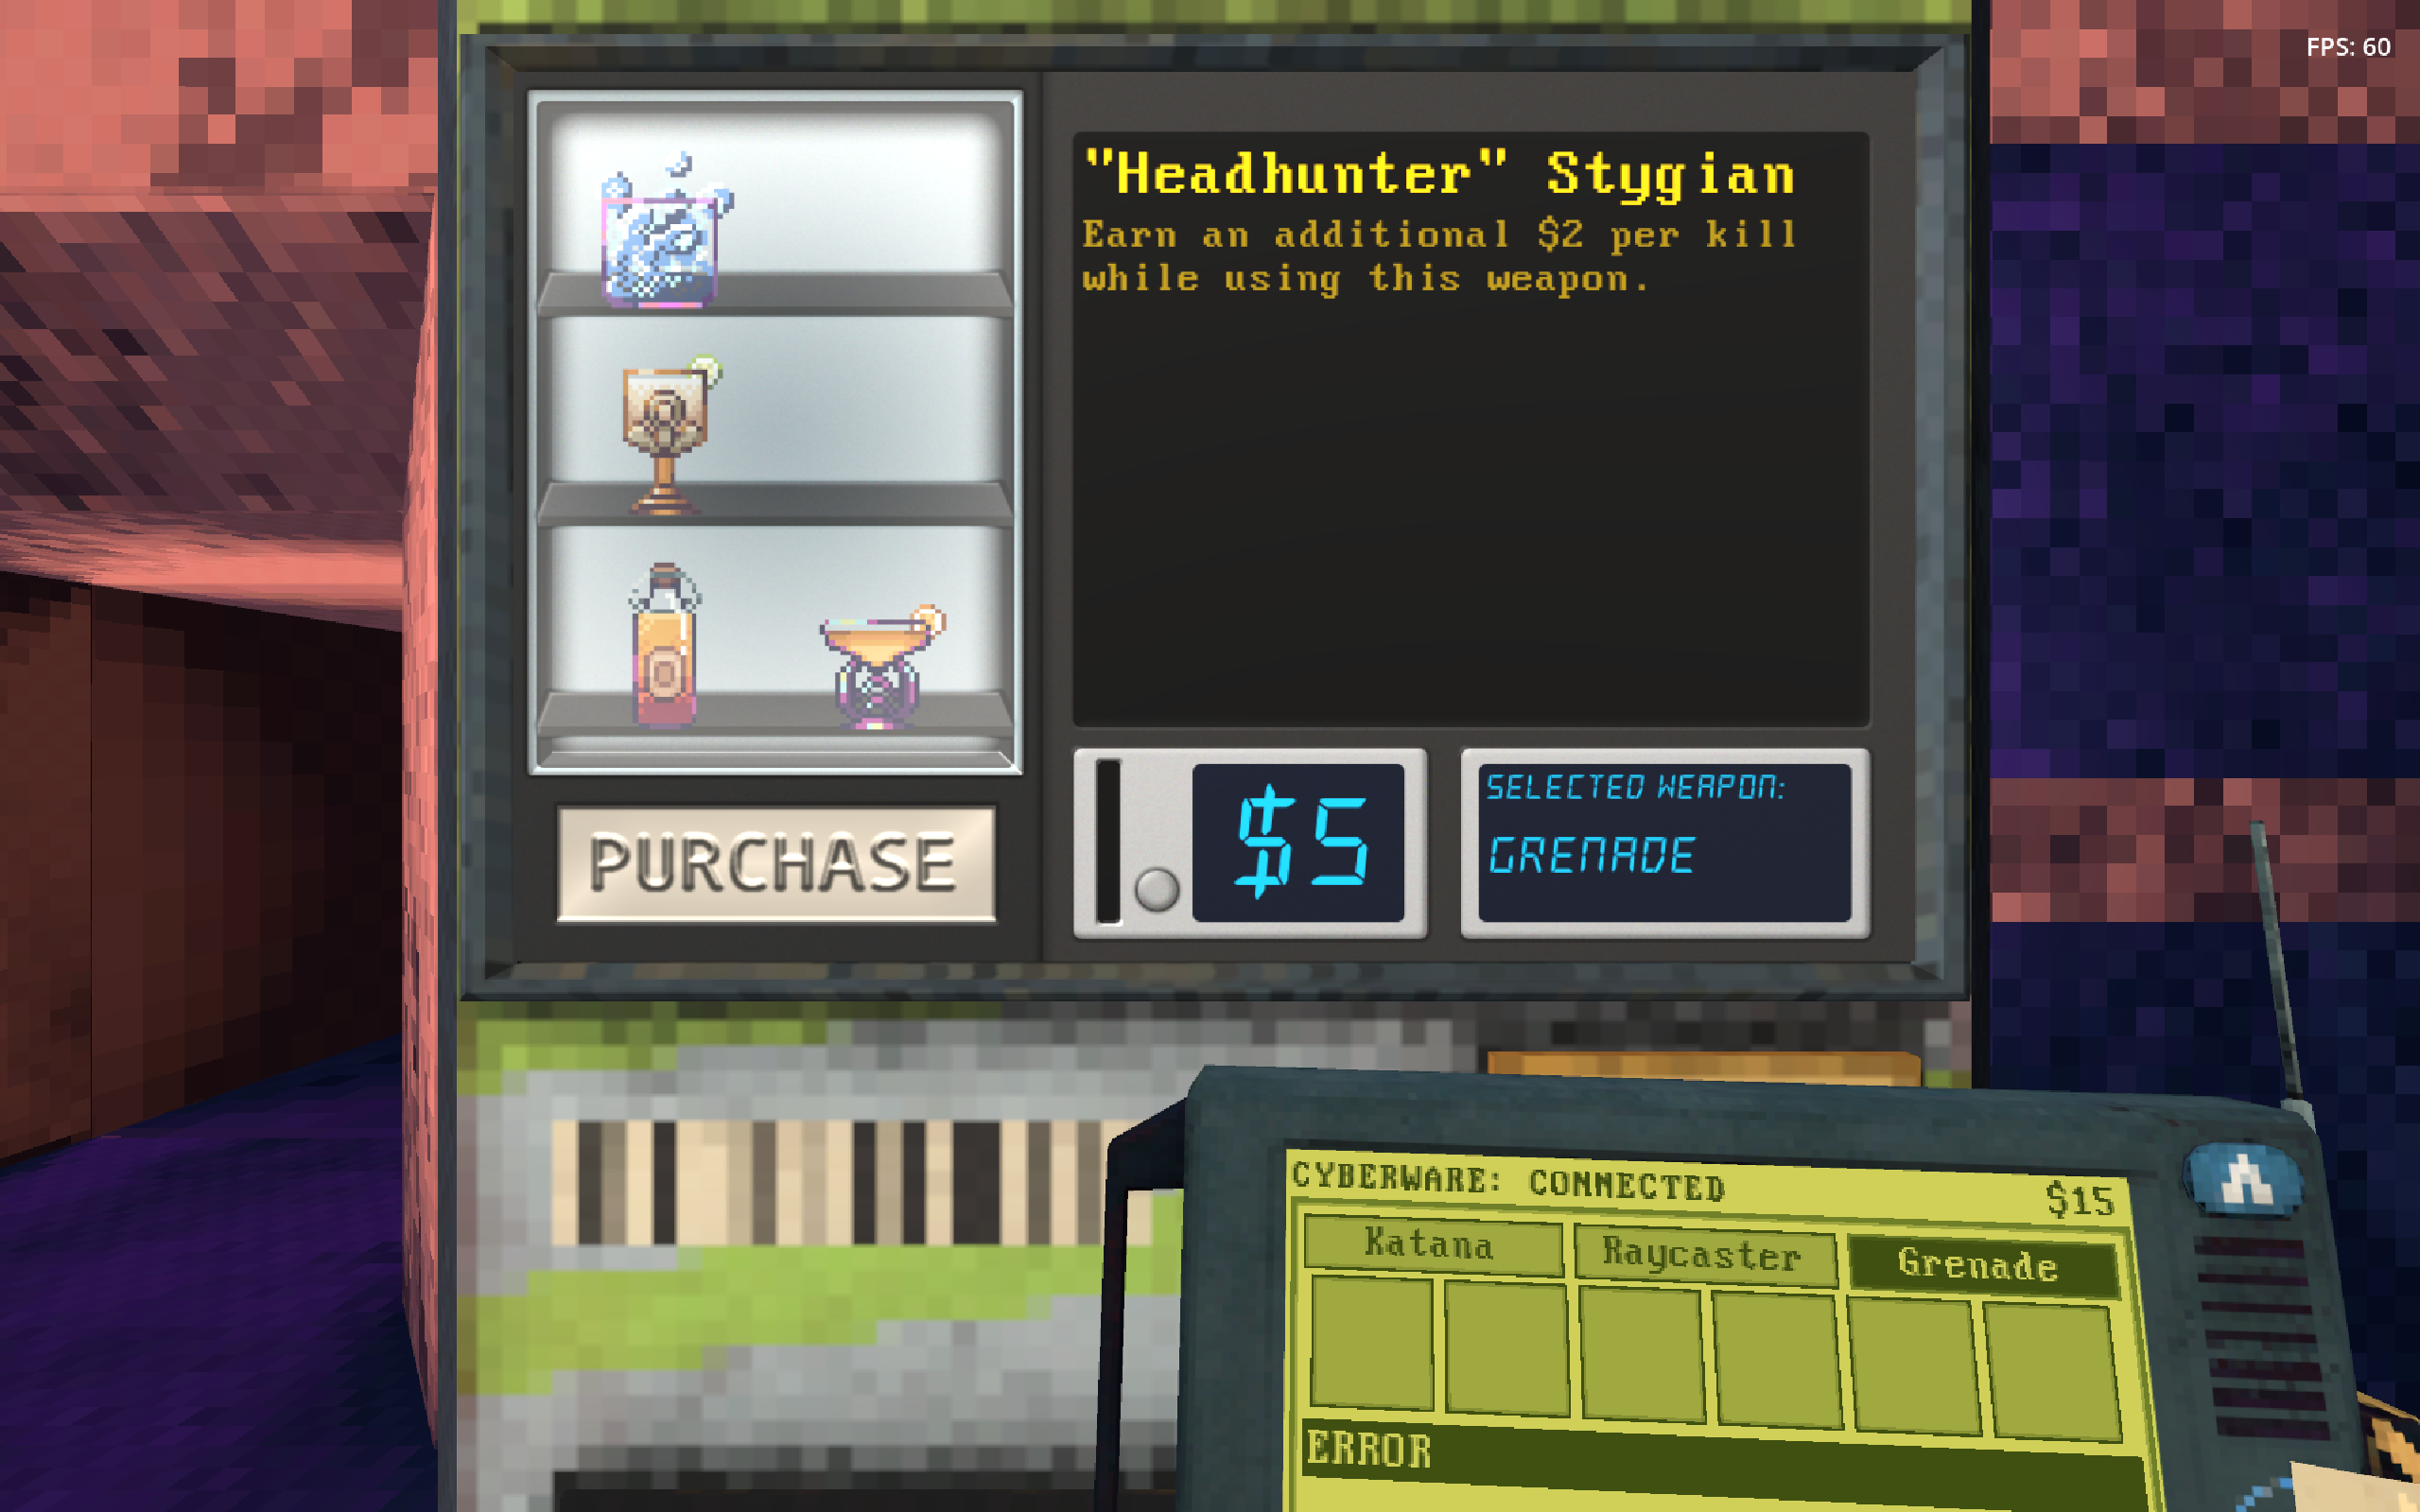 FPS: 60
"Headhunter" Stygian
Earn an additional $2 per kill
while using this weapon.
PURCHASE
$5
SELECTED WEAPON:
GRENADE
CYBERWARE: CONNECTED
$15
Katana
Raycaster
Grenade
ERROR